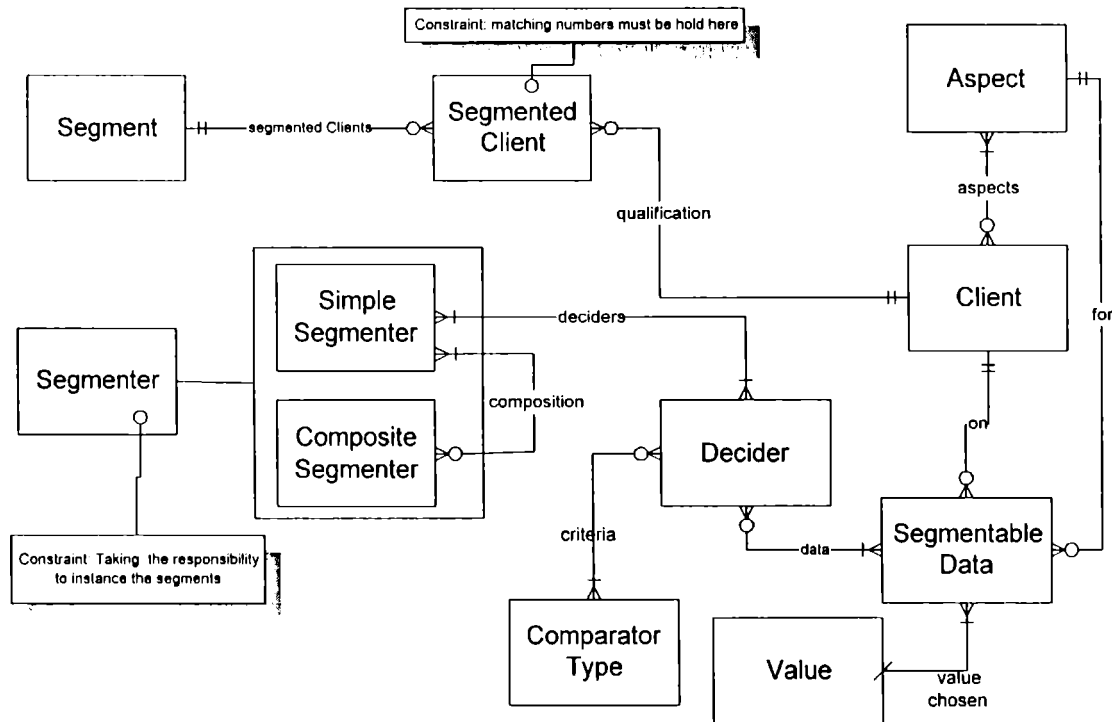 Constraint: matching numbers must be hold here
Aspect
Segment
segmented Clients
Segmented
Client
aspects
qualification
Client
for
Simple
Segmenter
deciders
Segmenter
composition
Composite
Segmenter
Decider
on
Constraint: Taking the responsibility
to instance the segments
criteria
data
Segmentable
Data
Comparator
Type
Value
value
chosen